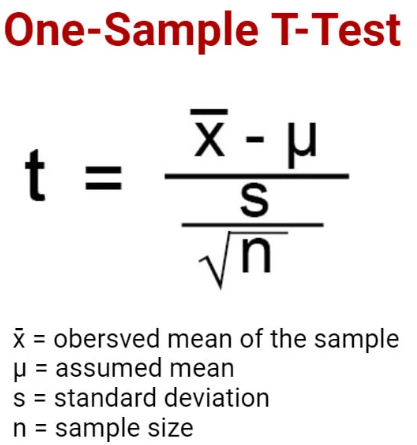 One-Sample T-Test
t = x̄ - μ
s
√n
x̄ = obersved mean of the sample
μ = assumed mean
s = standard deviation
n = sample size